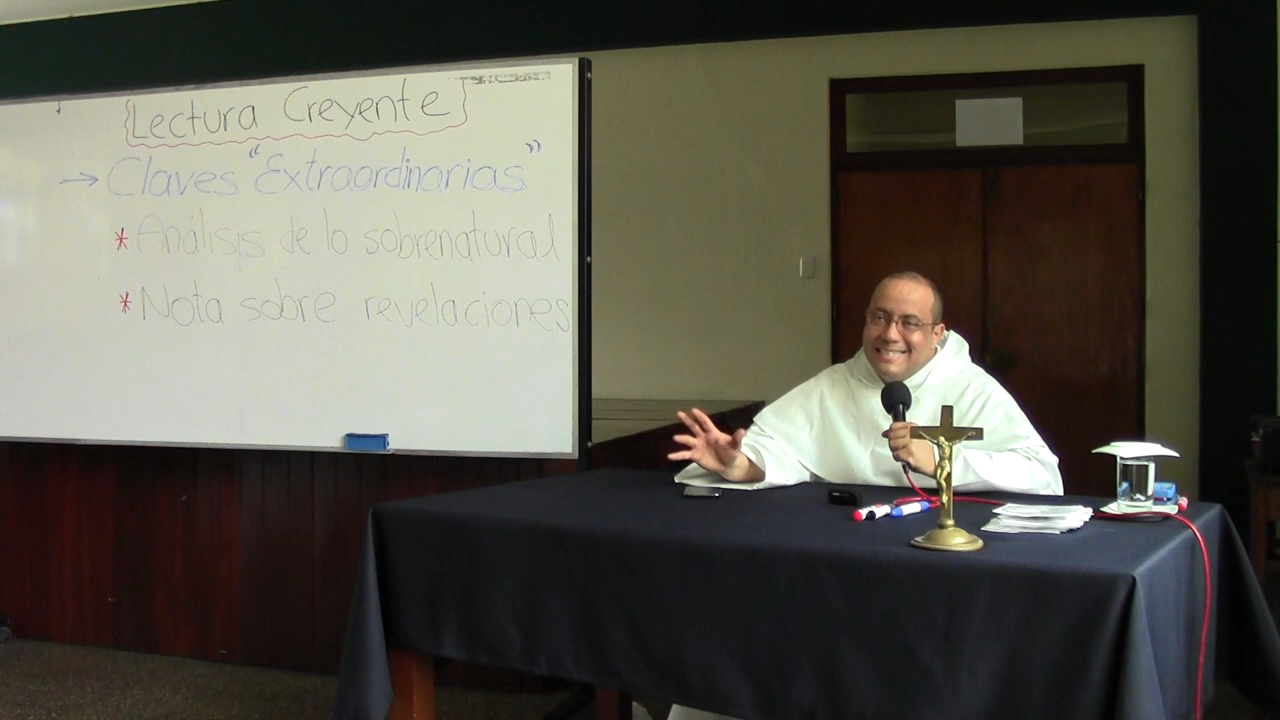 Lectura Creyente
→ Claves "Extraordinarias"
* Análisis de lo sobrenatural
* Nota sobre revelaciones